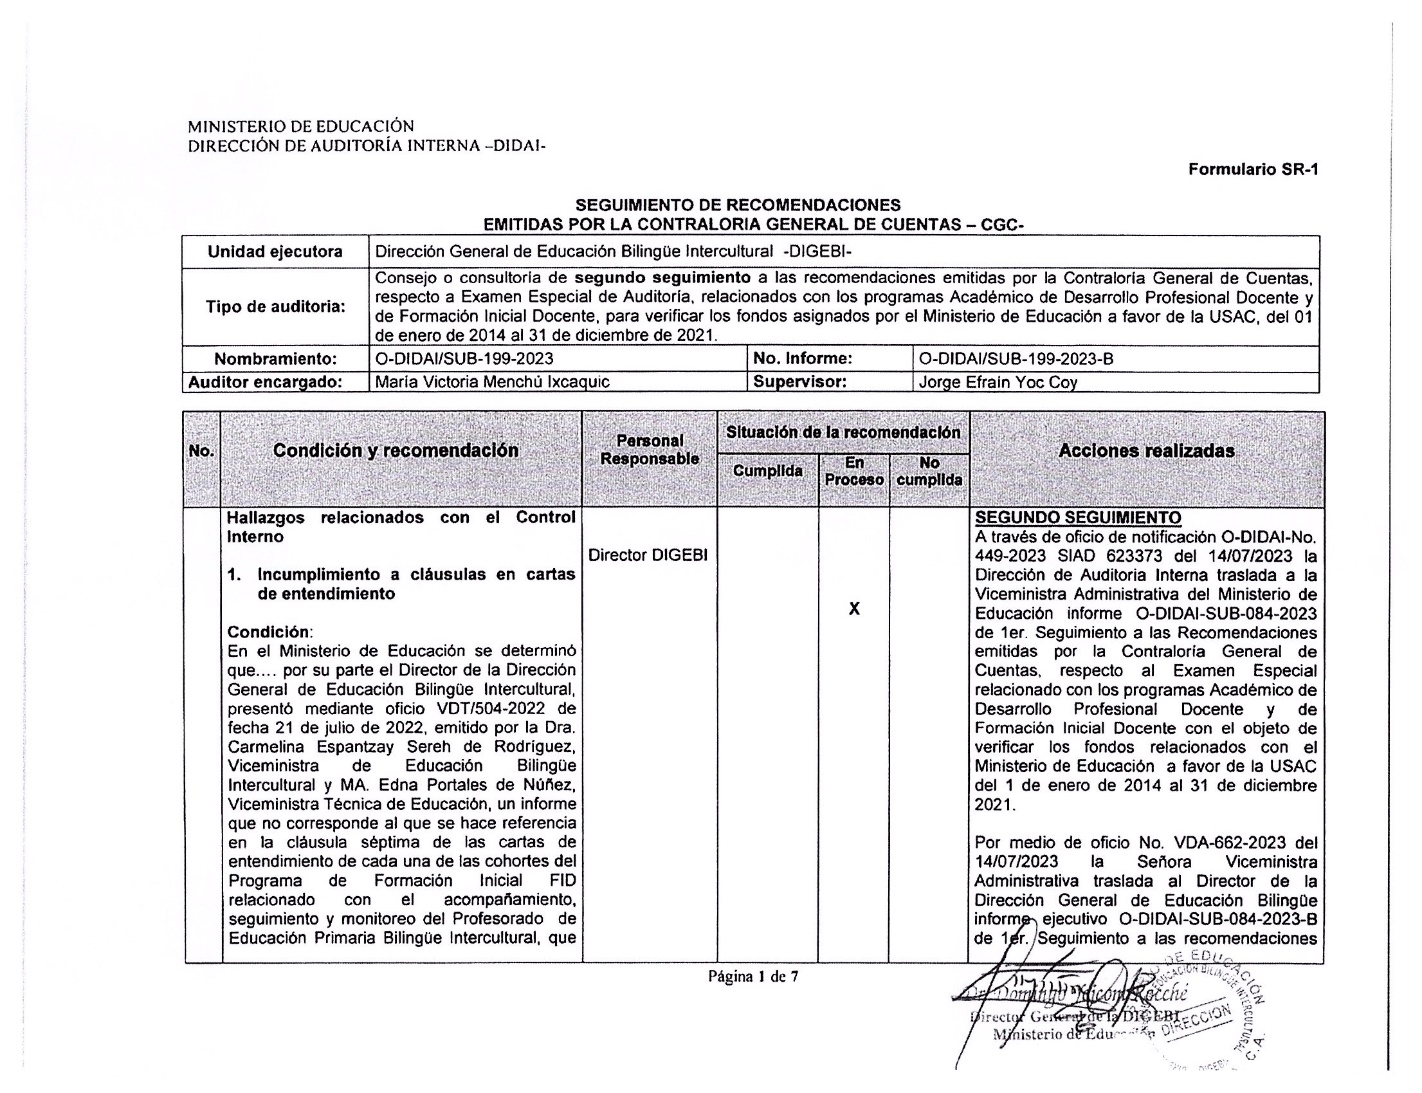 MINISTERIO DE EDUCACIÓN
DIRECCIÓN DE AUDITORÍA INTERNA –DIDAI-
Formulario SR-1
SEGUIMIENTO DE RECOMENDACIONES
EMITIDAS POR LA CONTRALORIA GENERAL DE CUENTAS – CGC-
Unidad ejecutora
Dirección General de Educación Bilingüe Intercultural -DIGEBI-
Tipo de auditoria:
Consejo o consultoría de segundo seguimiento a las recomendaciones emitidas por la Contraloría General de Cuentas,
respecto a Examen Especial de Auditoría, relacionados con los programas Académico de Desarrollo Profesional Docente y
de Formación Inicial Docente, para verificar los fondos asignados por el Ministerio de Educación a favor de la USAC, del 01
de enero de 2014 al 31 de diciembre de 2021.
Nombramiento:
O-DIDAI/SUB-199-2023
No. Informe:
O-DIDAI/SUB-199-2023-B
Auditor encargado:
María Victoria Menchú Ixcaquic
Supervisor:
Jorge Efraín Yoc Coy
No.
Condición y recomendación
Personal
Responsable
Situación de la recomendación
Cumplida
En
Proceso
No
cumplida
Acciones realizadas
Hallazgos relacionados con el Control
Interno
1. Incumplimiento a cláusulas en cartas
de entendimiento
Condición:
En el Ministerio de Educación se determinó
que.... por su parte el Director de la Dirección
General de Educación Bilingüe Intercultural,
presentó mediante oficio VDT/504-2022 de
fecha 21 de julio de 2022, emitido por la Dra.
Carmelina Espantzay Sereh de Rodríguez,
Viceministra de Educación Bilingüe
Intercultural y MA. Edna Portales de Núñez,
Viceministra Técnica de Educación, un informe
que no corresponde al que se hace referencia
en la cláusula séptima de las cartas de
entendimiento de cada una de las cohortes del
Programa de Formación Inicial FID
relacionado con el acompañamiento,
seguimiento y monitoreo del Profesorado de
Educación Primaria Bilingüe Intercultural, que
Director DIGEBI
X
SEGUNDO SEGUIMIENTO
A través de oficio de notificación O-DIDAI-No.
449-2023 SIAD 623373 del 14/07/2023 la
Dirección de Auditoria Interna traslada a la
Viceministra Administrativa del Ministerio de
Educación informe O-DIDAI-SUB-084-2023
de 1er. Seguimiento a las Recomendaciones
emitidas por la Contraloría General de
Cuentas, respecto al Examen Especial
relacionado con los programas Académico de
Desarrollo Profesional Docente y de
Formación Inicial Docente con el objeto de
verificar los fondos relacionados con el
Ministerio de Educación a favor de la USAC
del 1 de enero de 2014 al 31 de diciembre
2021.
Por medio de oficio No. VDA-662-2023 del
14/07/2023 la Señora Viceministra
Administrativa traslada al Director de la
Dirección General de Educación Bilingüe
informe ejecutivo O-DIDAI-SUB-084-2023-B
de 1er. Seguimiento a las recomendaciones
Página 1 de 7
Domingo
Director General de la DIGEBI
Ministerio de
DE EDUCACIÓN
EDUCACIÓN BILINGÜE INTERCULTURAL
DIRECCION
DIGEBI
C.A.